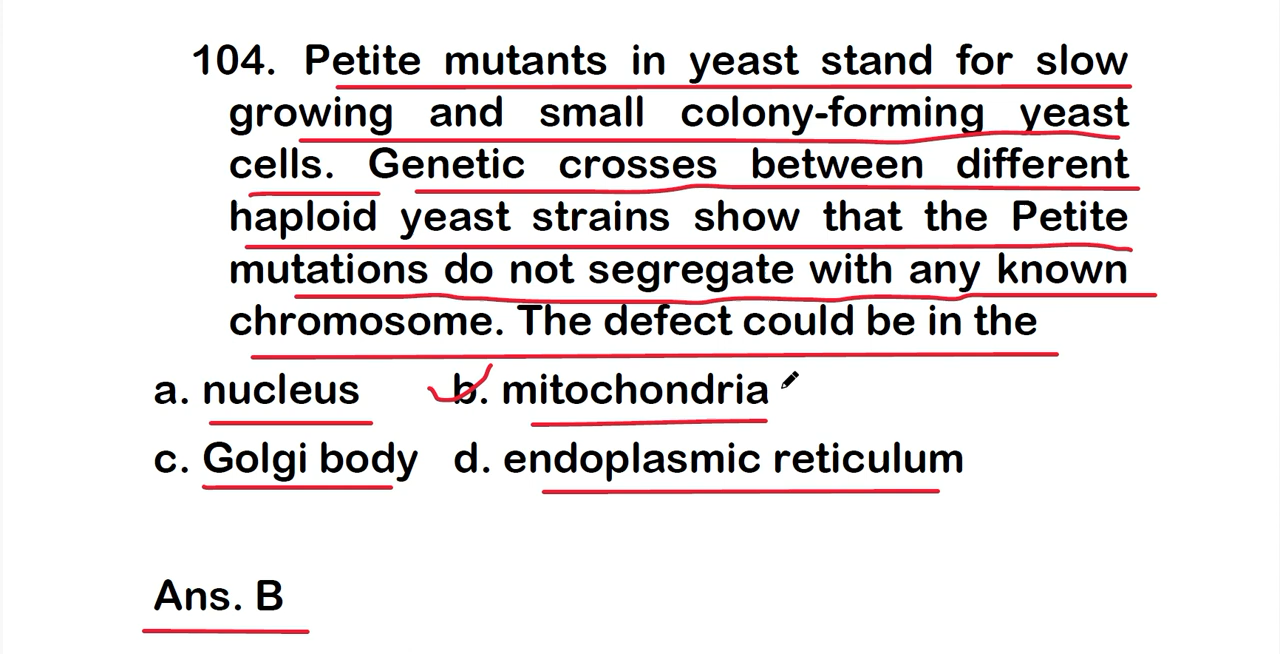 104. Petite mutants in yeast stand for slow
growing and small colony-forming yeast
cells. Genetic crosses between different
haploid yeast strains show that the Petite
mutations do not segregate with any known
chromosome. The defect could be in the
a. nucleus b. mitochondria
c. Golgi body d. endoplasmic reticulum
Ans. B